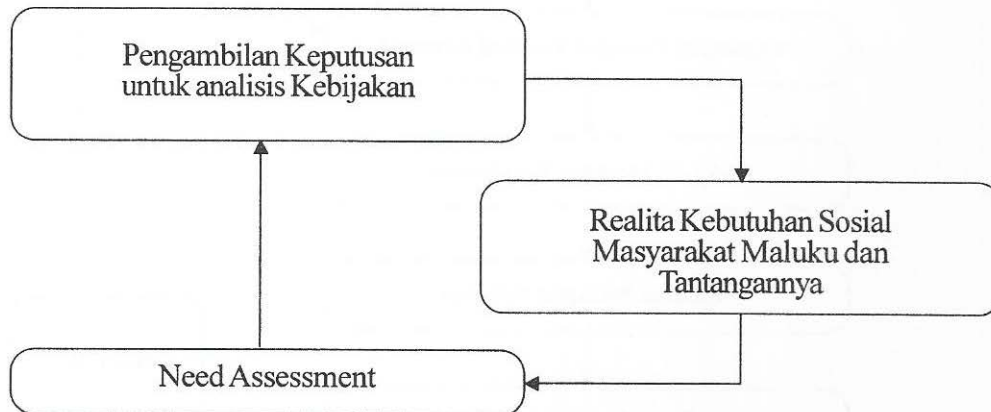 Pengambilan Keputusan
untuk analisis Kebijakan
Realita Kebutuhan Sosial
Masyarakat Maluku dan
Tantangannya
Need Assessment